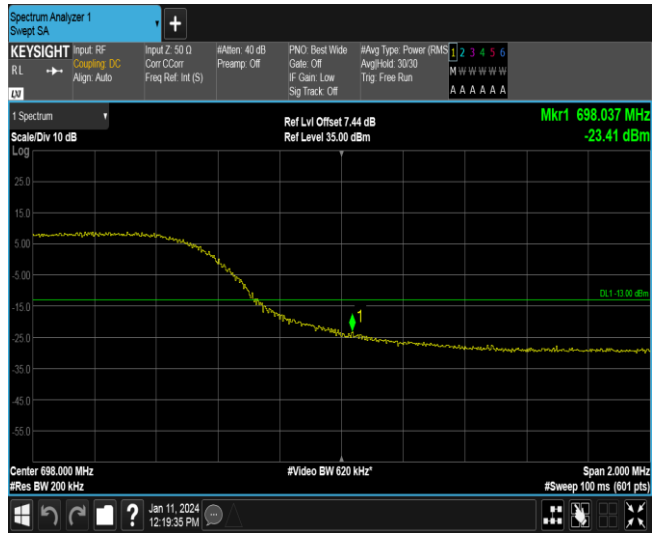 Spectrum Analyzer 1
Swept SA
+
KEYSIGHT Input: RF Input Z: 50 Ω #Atten: 40 dB PNO: Best Wide #Avg Type: Power (RMS 1 2 3 4 5 6
RL Coupling: DC Corr CCorr Preamp: Off Gate: Off Avg|Hold: 30/30 M W W W W W
Align: Auto Freq Ref: Int (S) IF Gain: Low Trig: Free Run
LXI Sig Track: Off A A A A A A
1 Spectrum Ref Lvl Offset 7.44 dB Mkr1 698.037 MHz
Scale/Div 10 dB Ref Level 35.00 dBm -23.41 dBm
Log
25.0
15.0
5.00
-5.00
DL1 -13.00 dBm
-15.0
1
-25.0
-35.0
-45.0
-55.0
Center 698.000 MHz #Video BW 620 kHz* Span 2.000 MHz
#Res BW 200 kHz #Sweep 100 ms (601 pts)
? Jan 11, 2024
12:19:35 PM